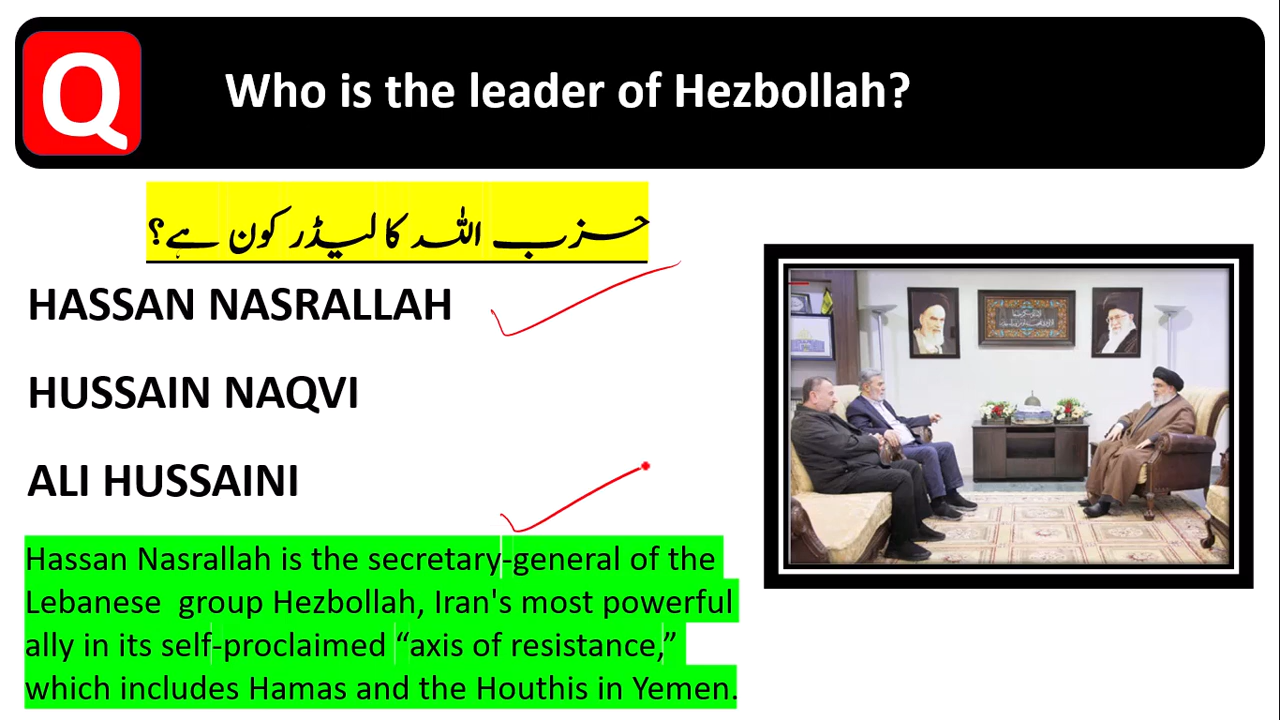 Q
Who is the leader of Hezbollah?
حزب اللہ کا لیڈر کون ہے؟
HASSAN NASRALLAH
HUSSAIN NAQVI
ALI HUSSAINI
Hassan Nasrallah is the secretary-general of the
Lebanese  group Hezbollah, Iran's most powerful
ally in its self-proclaimed “axis of resistance,”
which includes Hamas and the Houthis in Yemen.